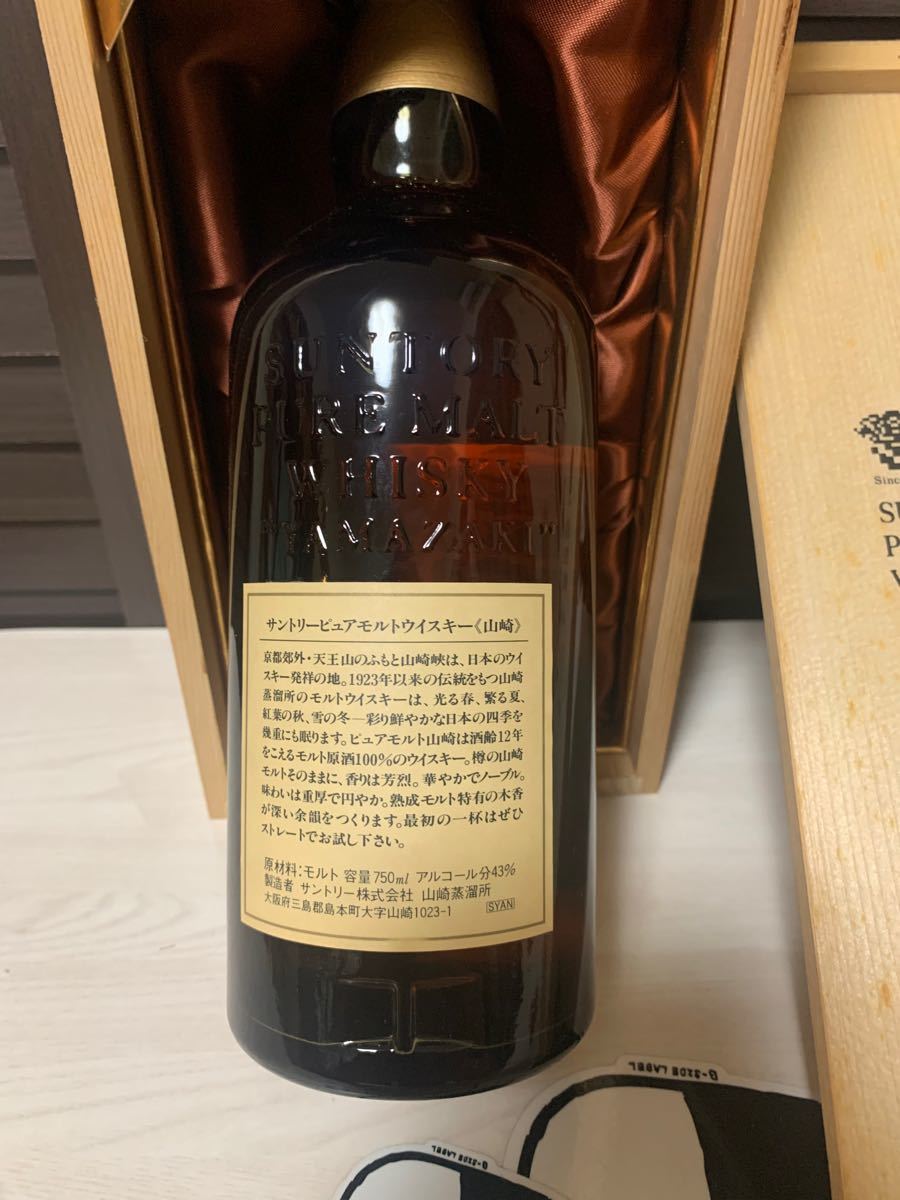 SUNTORY
PURE MALT
WHISKY
"YAMAZAKI"
サントリーピュアモルトウイスキー《山崎》
京都郊外・天王山のふもと山崎峡は、日本のウイ
スキー発祥の地。1923年以来の伝統をもつ山崎
蒸溜所のモルトウイスキーは、光る春、繁る夏、
紅葉の秋、雪の冬―彩り鮮やかな日本の四季を
幾重にも眠ります。ピュアモルト山崎は酒齢12年
をこえるモルト原酒100%のウイスキー。樽の山崎
モルトそのままに、香りは芳烈。華やかでノーブル。
味わいは重厚で円やか。熟成モルト特有の木香
が深い余韻をつくります。最初の一杯はぜひ
ストレートでお試し下さい。
原材料：モルト 容量750ml アルコール分43%
製造者 サントリー株式会社 山崎蒸溜所
大阪府三島郡島本町大字山崎1023-1 SYAN
Since
SU
P
B-SIDE LABEL
B-SIDE LABEL